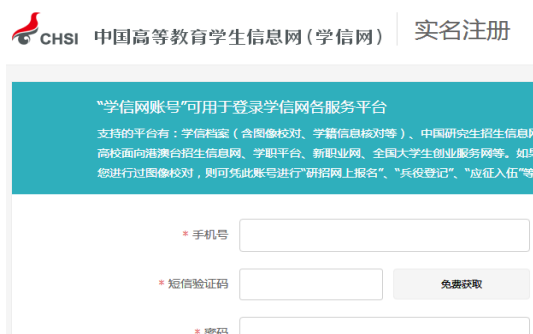 CHSI 中国高等教育学生信息网(学信网) 实名注册
“学信网账号”可用于登录学信网各服务平台
支持的平台有：学信档案（含图像校对、学籍信息核对等）、中国研究生招生信息网
高校面向港澳台招生信息网、学职平台、新职业网、全国大学生创业服务网等。如果
您进行过图像校对，则可凭此账号进行“研招网上报名”、“兵役登记”、“应征入伍”等
* 手机号
* 短信验证码 免费获取
* 密码